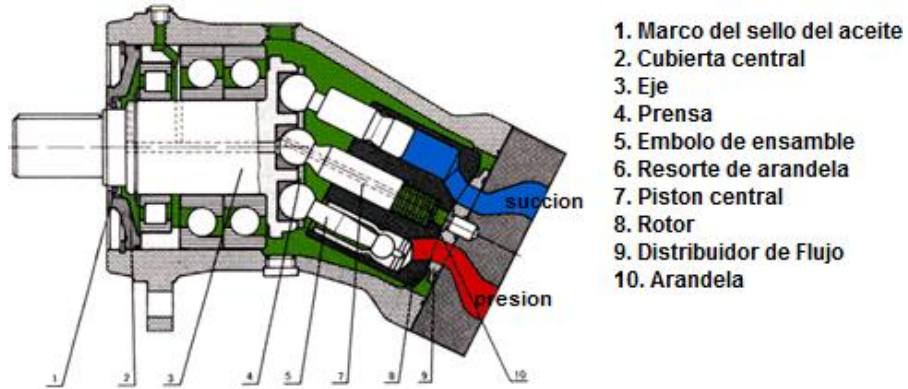 1. Marco del sello del aceite
2. Cubierta central
3. Eje
4. Prensa
5. Embolo de ensamble
6. Resorte de arandela
7. Piston central
8. Rotor
9. Distribuidor de Flujo
10. Arandela
succion
presion
1 2 3 4 5 7 8 9 10